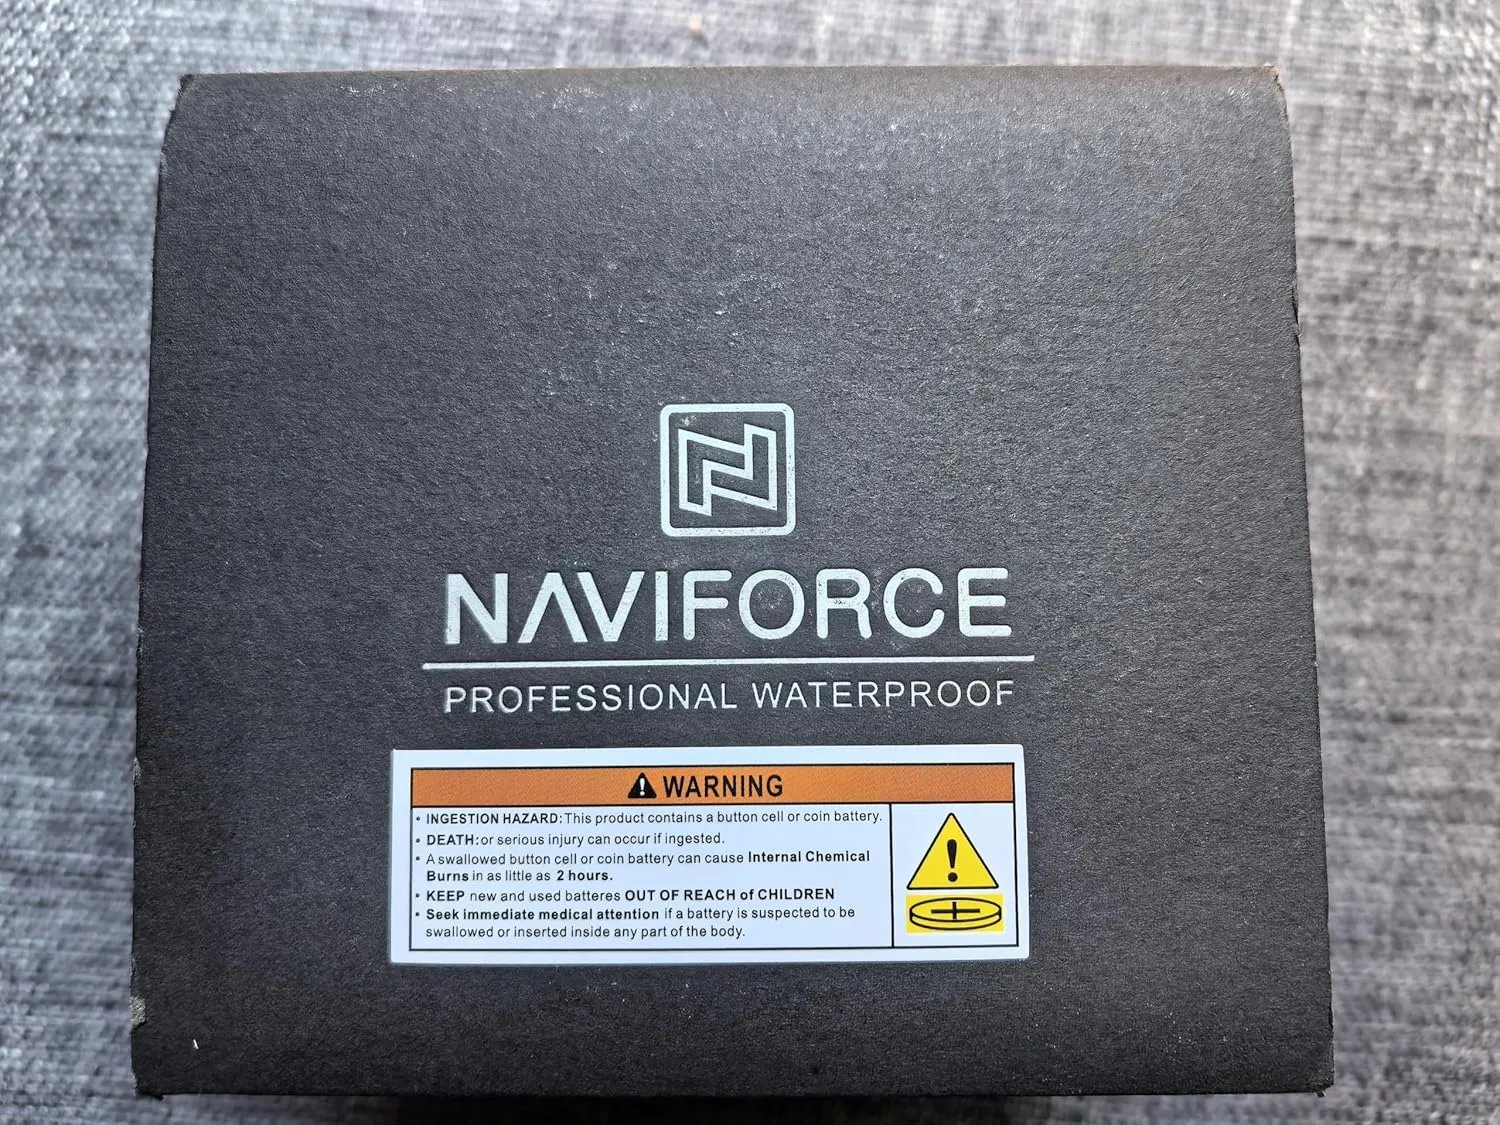 NAVIFORCE
PROFESSIONAL WATERPROOF
WARNING
• INGESTION HAZARD:This product contains a button cell or coin battery.
• DEATH:or serious injury can occur if ingested.
• A swallowed button cell or coin battery can cause Internal Chemical
Burns in as little as 2 hours.
• KEEP new and used batteres OUT OF REACH of CHILDREN
• Seek immediate medical attention if a battery is suspected to be
swallowed or inserted inside any part of the body.